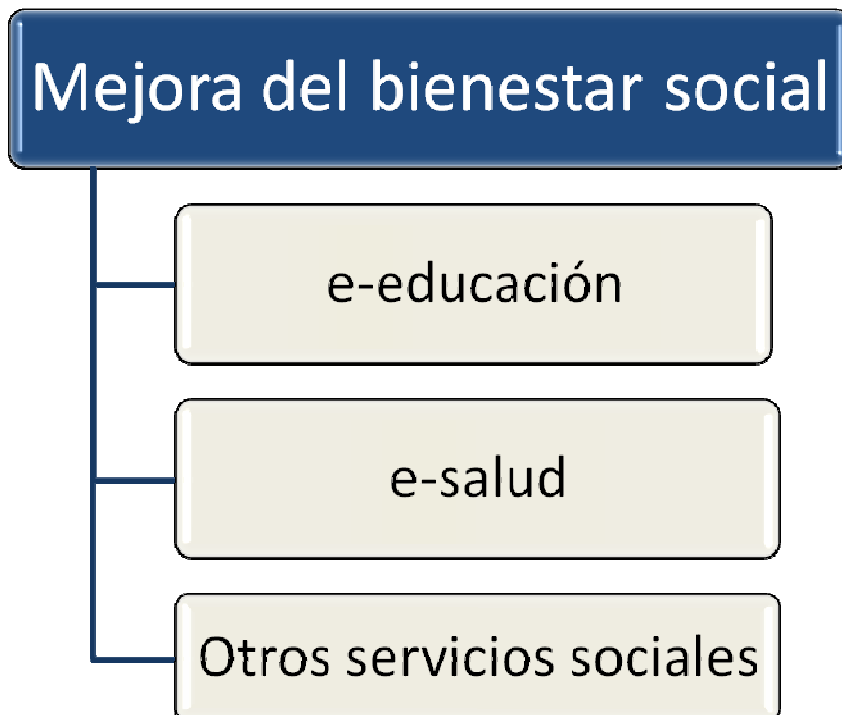 Mejora del bienestar social
e-educación
e-salud
Otros servicios sociales